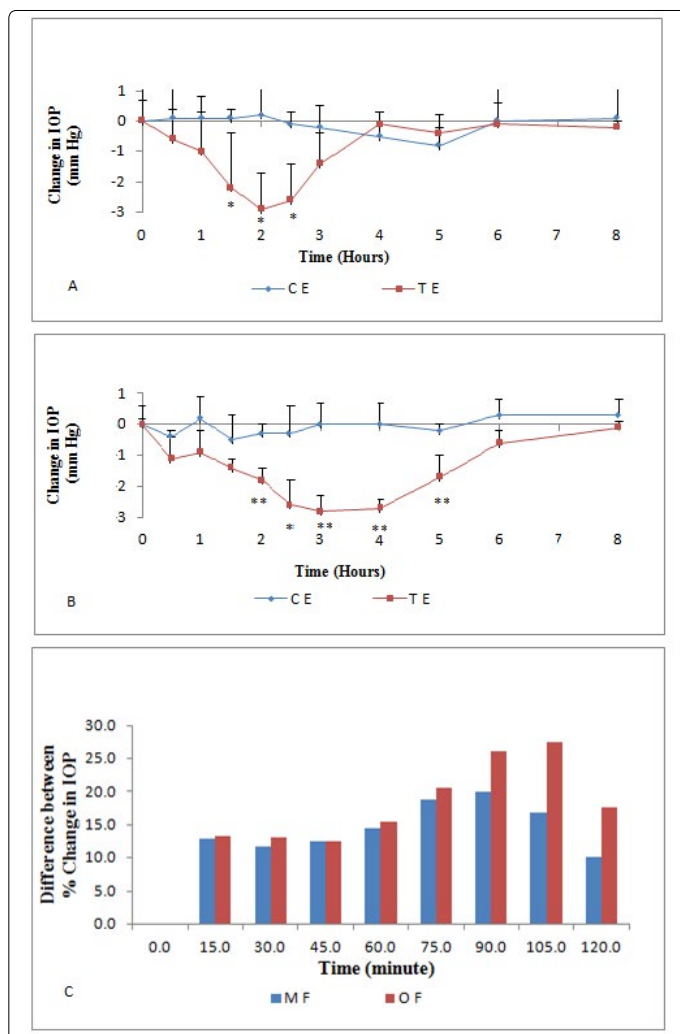 1
0
-1
-2
-3
Change in IOP
(mm Hg)
* * *
0 1 2 3 4 5 6 7 8
Time (Hours)
A
C E T E
1
0
1
2
3
Change in IOP
(mm Hg)
** * ** ** **
0 1 2 3 4 5 6 7 8
Time (Hours)
B
C E T E
30.0
25.0
20.0
15.0
10.0
5.0
0.0
Difference between
% Change in IOP
0.0 15.0 30.0 45.0 60.0 75.0 90.0 105.0 120.0
Time (minute)
C
M F O F